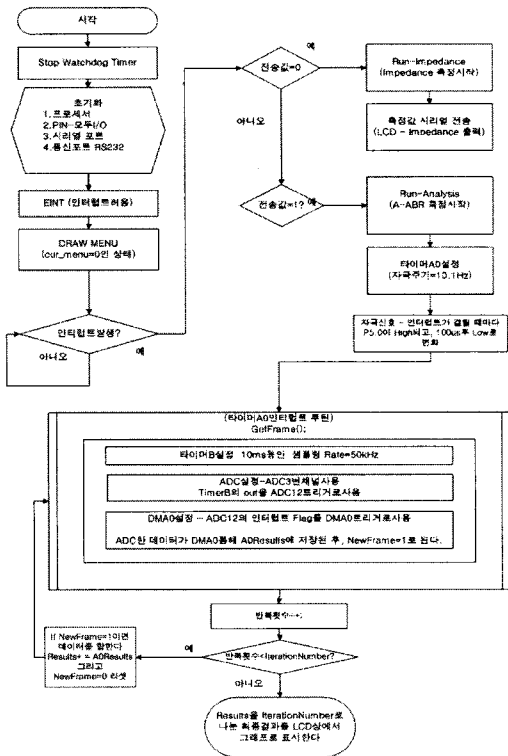 시작
Stop Watchdog Timer
초기화
1.프로세서
2.PIN-모두I/O
3.시리얼 포트
4.통신포트 RS232
EINT (인터럽트허용)
DRAW MENU
(cur_menu=0인 상태)
인터럽트발생?
아니오
예
전송값=0
예
아니오
Run-Impedance
(Impedance 측정시작)
측정값 시리얼 전송
(LCD - Impedance 출력)
전송값=1?
예
Run-Analysis
(A-ABR 측정시작)
타이머A0설정
(자극주기=10.1Hz)
자극신호 - 인터럽트가 걸릴 때마다
P5.0이 High되고, 100us후 Low로
변화
(타이머A0인터럽트 루틴)
GetFrame();
타이머B설정 10ms동안 샘플링 Rate=50kHz
ADC설정-ADC3번채널사용
TimerB의 out을 ADC12트리거로사용
DMA0설정 - ADC12의 인터럽트 Flag를 DMA0트리거로사용
ADC한 데이터가 DMA0통해 A0Results에 저장된 후, NewFrame=1로 된다.
반복횟수++;
반복횟수<IterationNumber?
예
아니오
If NewFrame=1이면
데이터를 합한다
Results+ = A0Results
그리고
NewFrame=0 리셋
Results을 IterationNumber로
나눈 최종결과를 LCD상에서
그래프로 표시한다